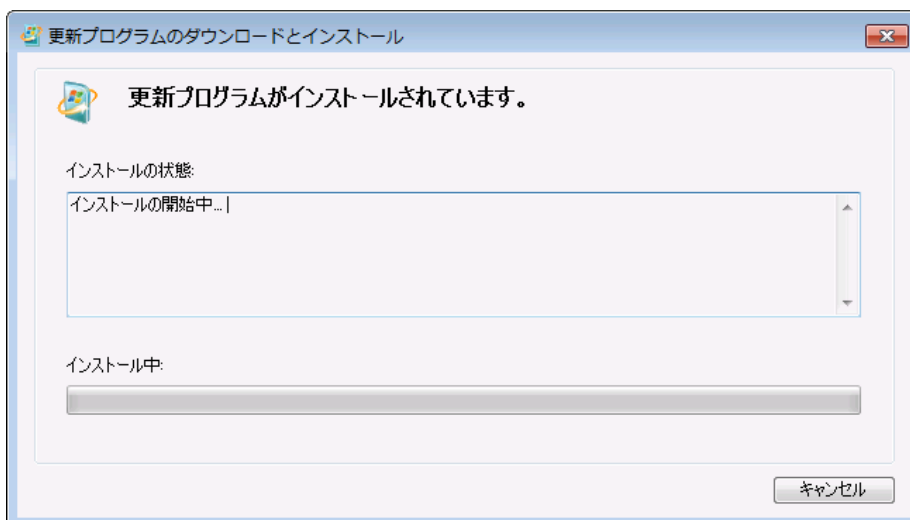 更新プログラムのダウンロードとインストール
更新プログラムがインストールされています。
インストールの状態:
インストールの開始中...
インストール中:
キャンセル